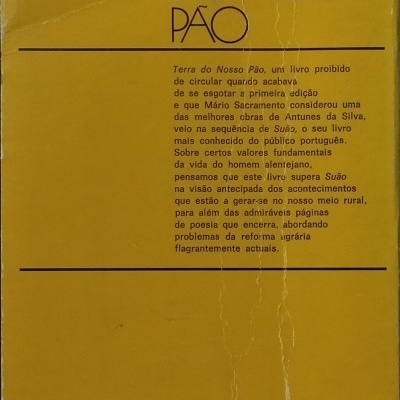 PÃO
Terra do Nosso Pão, um livro proibido
de circular quando acabava
de se esgotar a primeira edição
e que Mário Sacramento considerou uma
das melhores obras de Antunes da Silva,
veio na sequência de Suão, o seu livro
mais conhecido do público português.
Sobre certos valores fundamentais
da vida do homem alentejano,
pensamos que este livro supera Suão
na visão antecipada dos acontecimentos
que estão a gerar-se no nosso meio rural,
para além das admiráveis páginas
de poesia que encerra, abordando
problemas da reforma agrária
flagrantemente actuais.